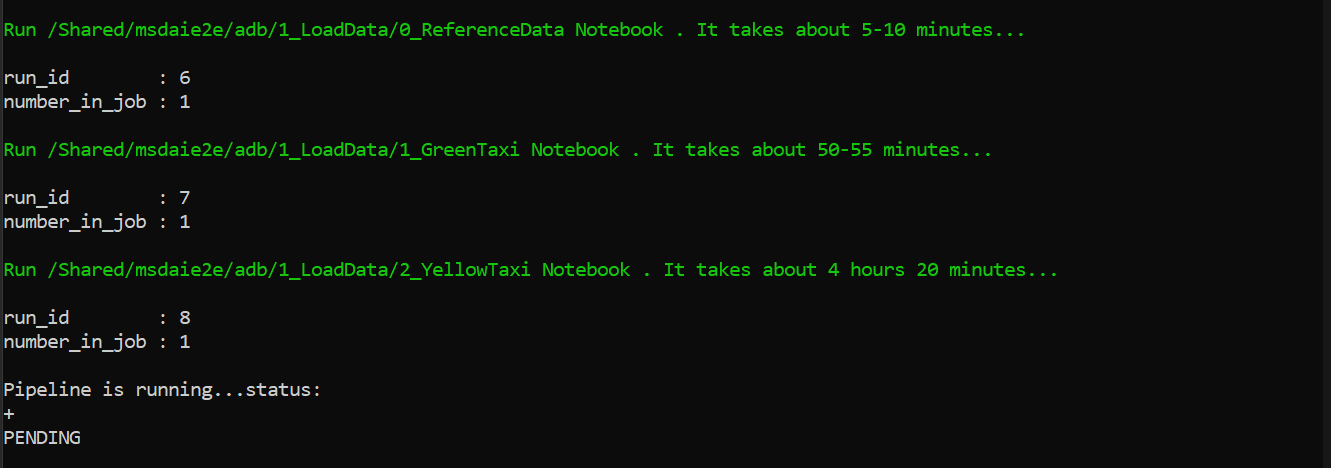 Run /Shared/msdaie2e/adb/1_LoadData/0_ReferenceData Notebook . It takes about 5-10 minutes...
run_id        : 6
number_in_job : 1
Run /Shared/msdaie2e/adb/1_LoadData/1_GreenTaxi Notebook . It takes about 50-55 minutes...
run_id        : 7
number_in_job : 1
Run /Shared/msdaie2e/adb/1_LoadData/2_YellowTaxi Notebook . It takes about 4 hours 20 minutes...
run_id        : 8
number_in_job : 1
Pipeline is running...status:
+
PENDING